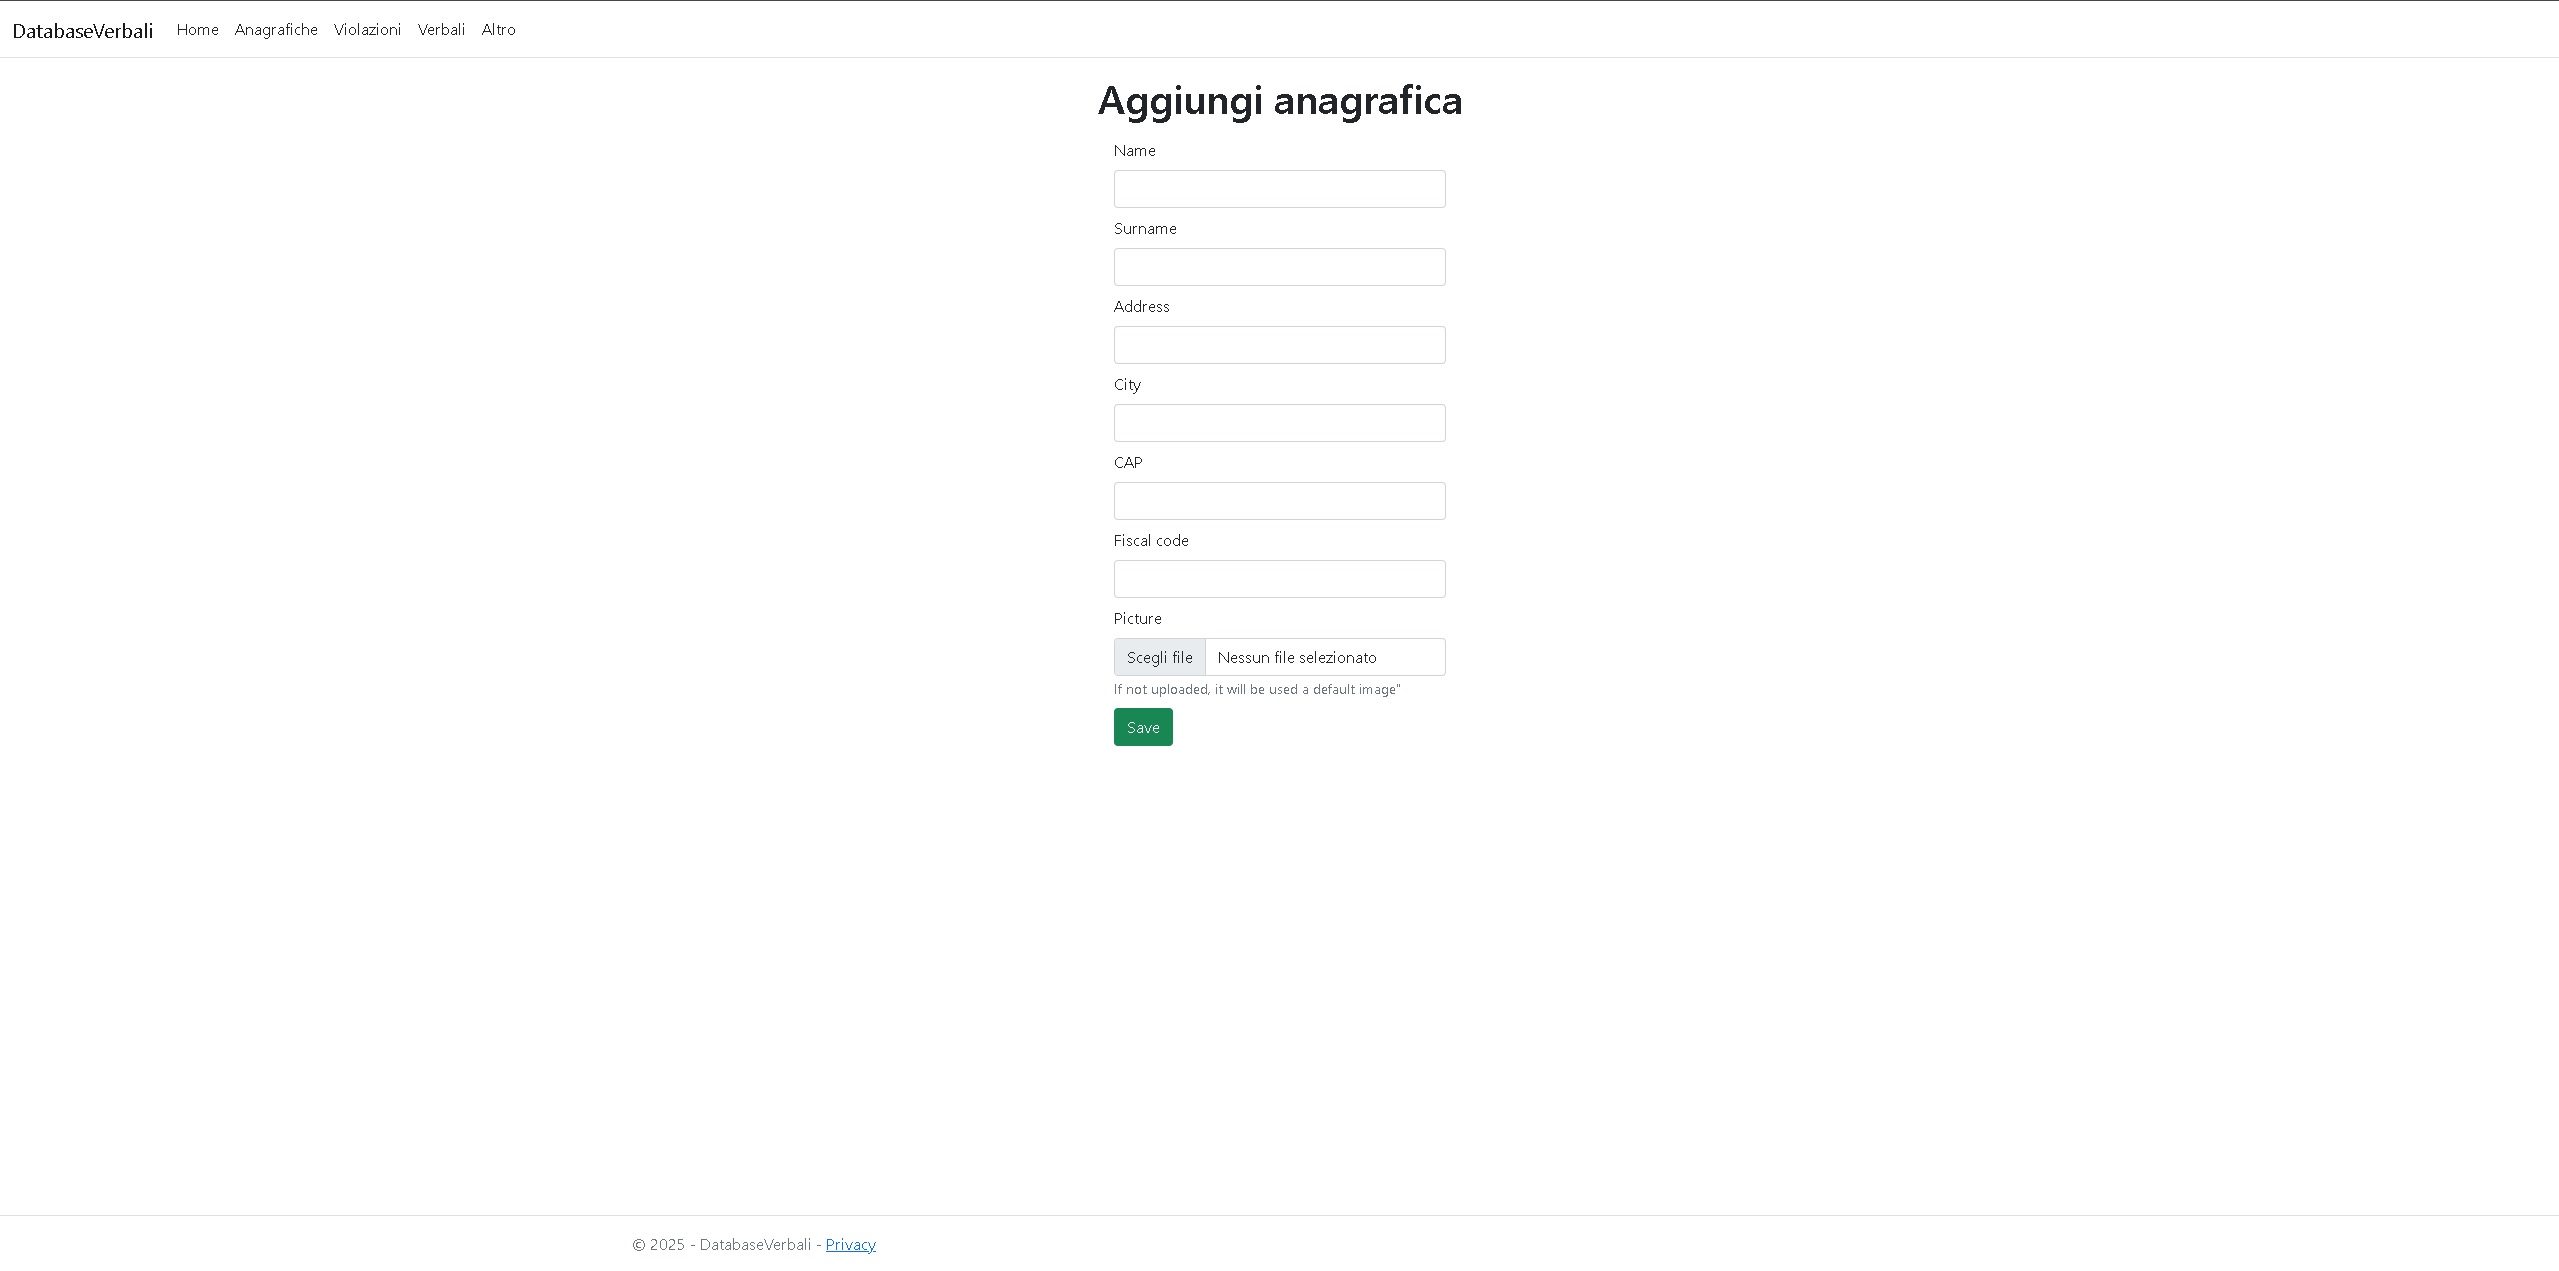 DatabaseVerbali Home Anagrafiche Violazioni Verbali Altro
Aggiungi anagrafica
Name
Surname
Address
City
CAP
Fiscal code
Picture
Scegli file Nessun file selezionato
If not uploaded, it will be used a default image"
Save
© 2025 - DatabaseVerbali - Privacy